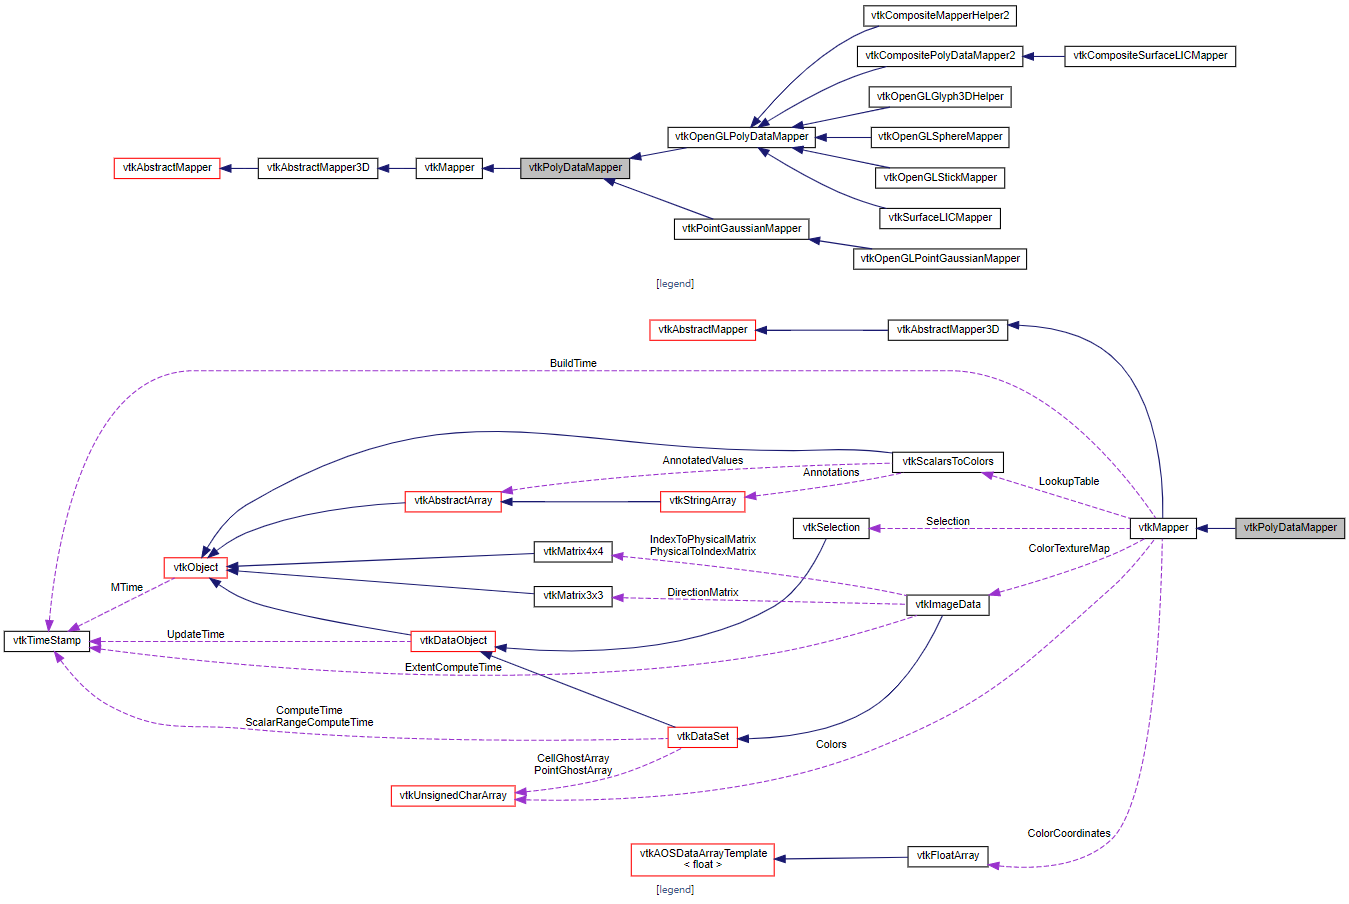 vtkCompositeMapperHelper2
vtkCompositePolyDataMapper2
vtkCompositeSurfaceLICMapper
vtkOpenGLGlyph3DHelper
vtkOpenGLPolyDataMapper
vtkOpenGLSphereMapper
vtkAbstractMapper
vtkAbstractMapper3D
vtkMapper
vtkPolyDataMapper
vtkOpenGLStickMapper
vtkSurfaceLICMapper
vtkPointGaussianMapper
vtkOpenGLPointGaussianMapper
[legend]
vtkAbstractMapper
vtkAbstractMapper3D
BuildTime
AnnotatedValues
vtkScalarsToColors
Annotations
LookupTable
vtkAbstractArray
vtkStringArray
Selection
vtkSelection
vtkMapper
vtkPolyDataMapper
IndexToPhysicalMatrix
PhysicalToIndexMatrix
ColorTextureMap
vtkMatrix4x4
vtkObject
MTime
vtkMatrix3x3
DirectionMatrix
vtkImageData
vtkTimeStamp
UpdateTime
vtkDataObject
ExtentComputeTime
ComputeTime
ScalarRangeComputeTime
vtkDataSet
Colors
CellGhostArray
PointGhostArray
vtkUnsignedCharArray
ColorCoordinates
vtkAOSDataArrayTemplate
< float >
vtkFloatArray
[legend]